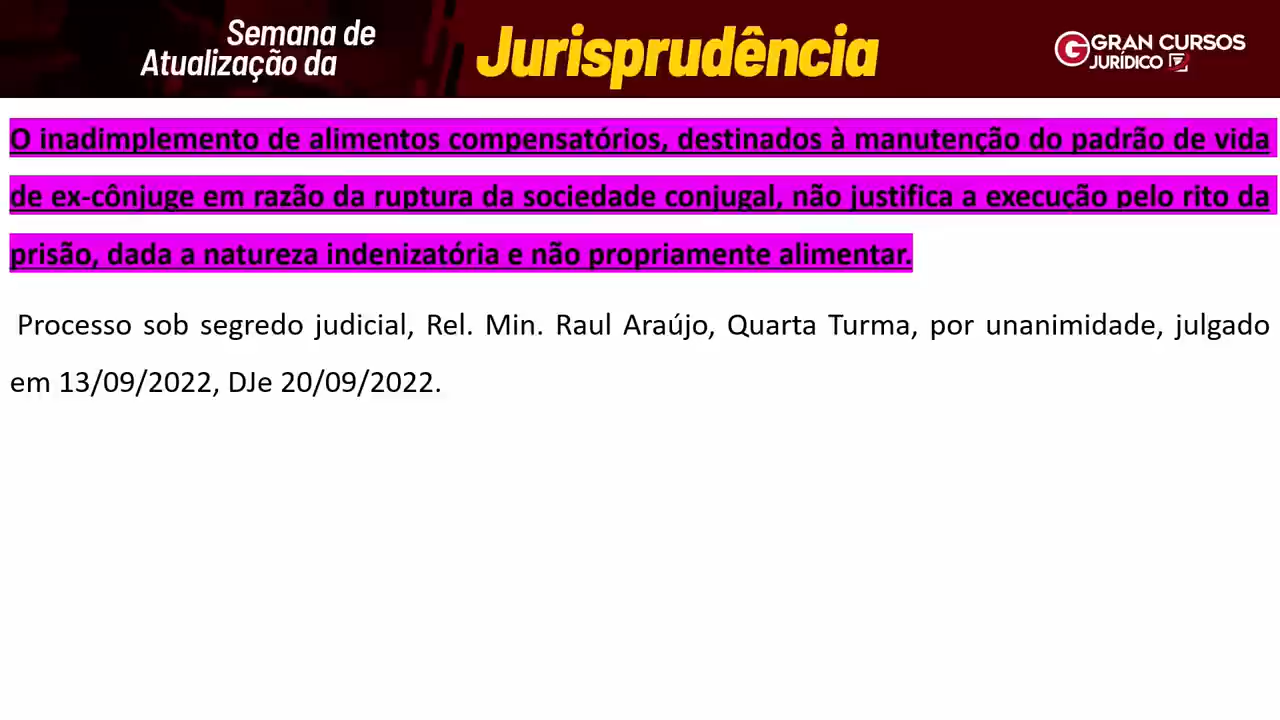 Semana de
Atualização da
Jurisprudência
GRAN CURSOS
JURÍDICO
O inadimplemento de alimentos compensatórios, destinados à manutenção do padrão de vida
de ex-cônjuge em razão da ruptura da sociedade conjugal, não justifica a execução pelo rito da
prisão, dada a natureza indenizatória e não propriamente alimentar.
Processo sob segredo judicial, Rel. Min. Raul Araújo, Quarta Turma, por unanimidade, julgado
em 13/09/2022, DJe 20/09/2022.